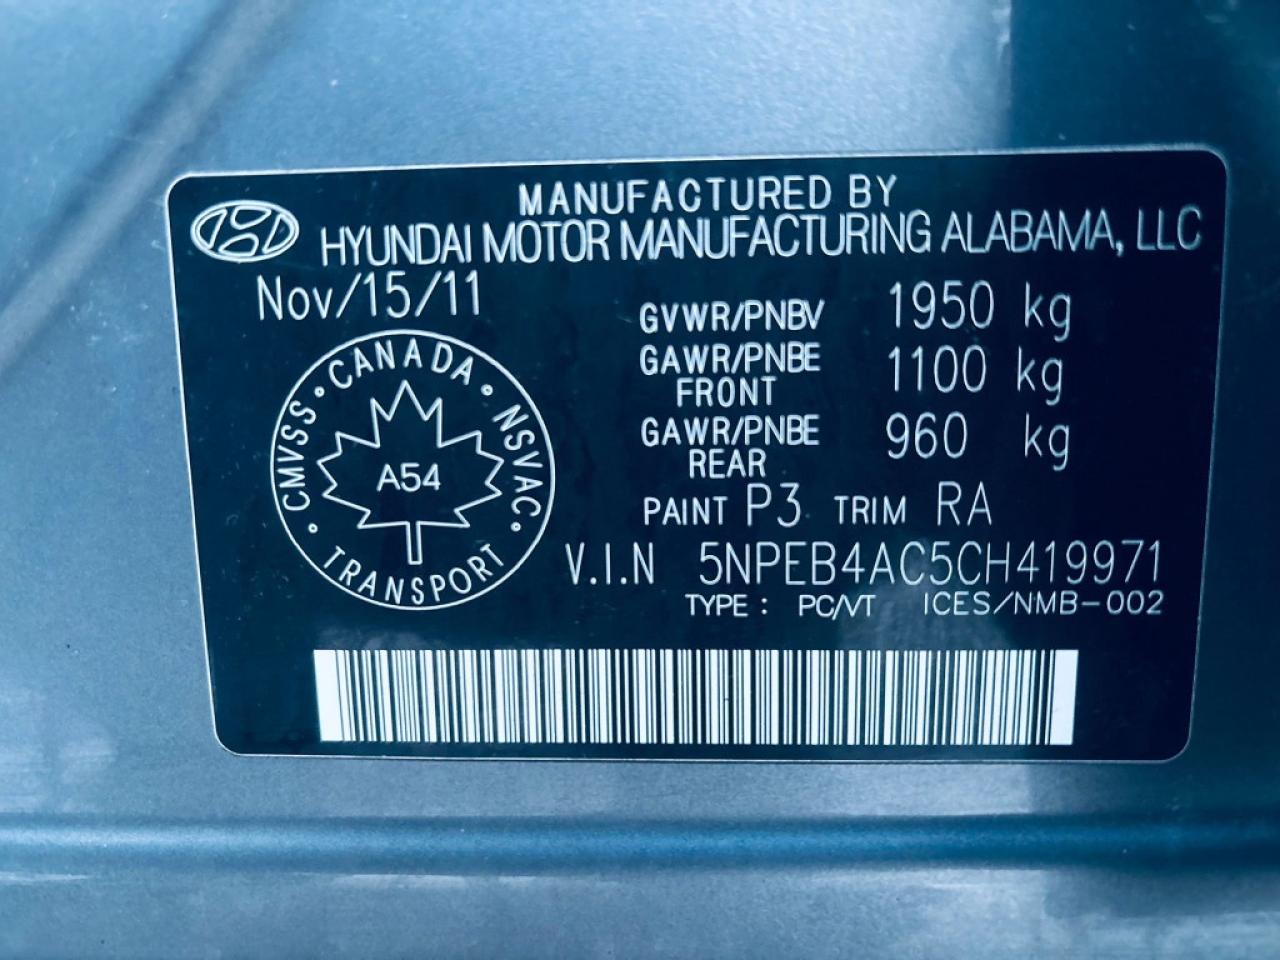 MANUFACTURED BY
HYUNDAI MOTOR MANUFACTURING ALABAMA, LLC
Nov/15/11
GVWR/PNBV 1950 kg
GAWR/PNBE FRONT 1100 kg
GAWR/PNBE REAR 960 kg
PAINT P3 TRIM RA
V.I.N 5NPEB4AC5CH419971
TYPE : PC/VT ICES/NMB-002
CANADA
CMVSS
NSVAC
A54
TRANSPORT